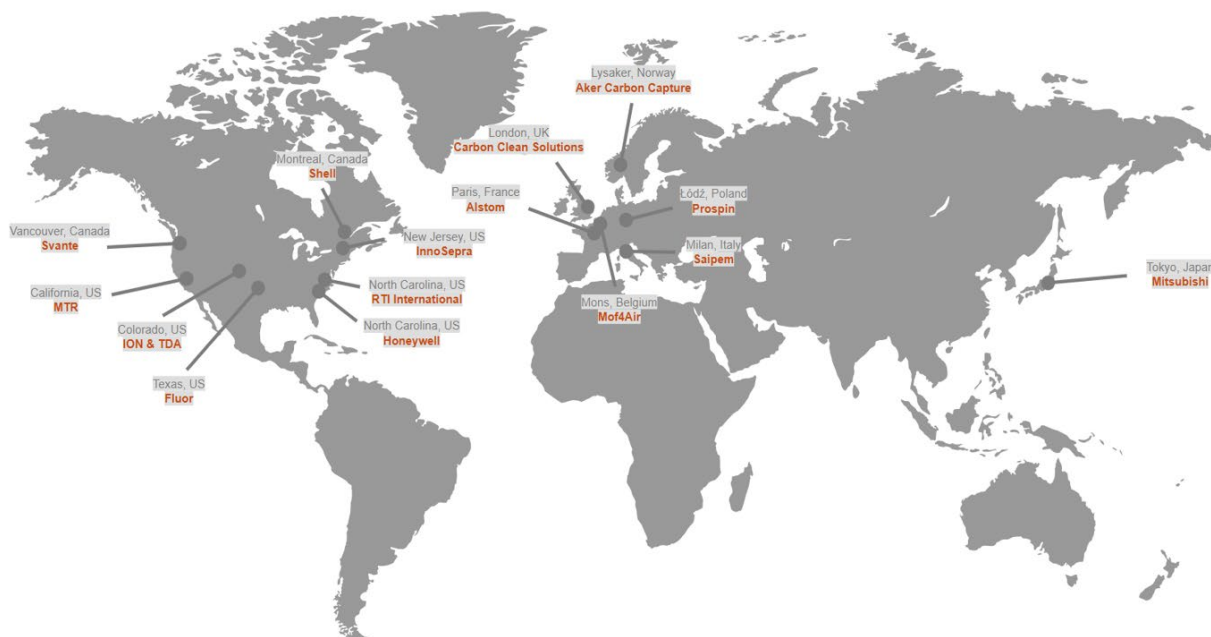 Lysaker, Norway
Aker Carbon Capture
London, UK
Carbon Clean Solutions
Montreal, Canada
Shell
Paris, France
Alstom
Łódź, Poland
Prospin
Vancouver, Canada
Svante
New Jersey, US
InnoSepra
Milan, Italy
Saipem
Tokyo, Japan
Mitsubishi
California, US
MTR
North Carolina, US
RTI International
Mons, Belgium
Mof4Air
Colorado, US
ION & TDA
North Carolina, US
Honeywell
Texas, US
Fluor